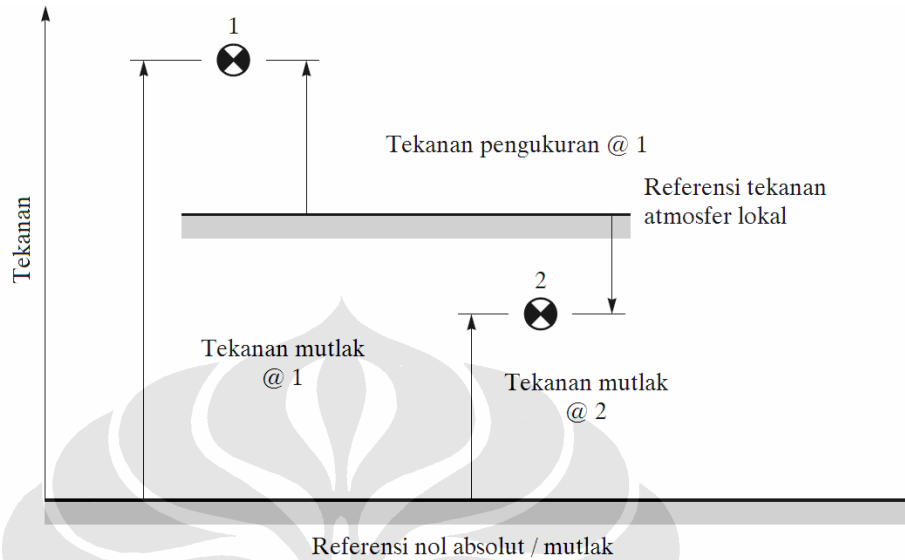 1
Tekanan pengukuran @ 1
Referensi tekanan
atmosfer lokal
Tekanan
2
Tekanan mutlak
@ 1
Tekanan mutlak
@ 2
Referensi nol absolut / mutlak